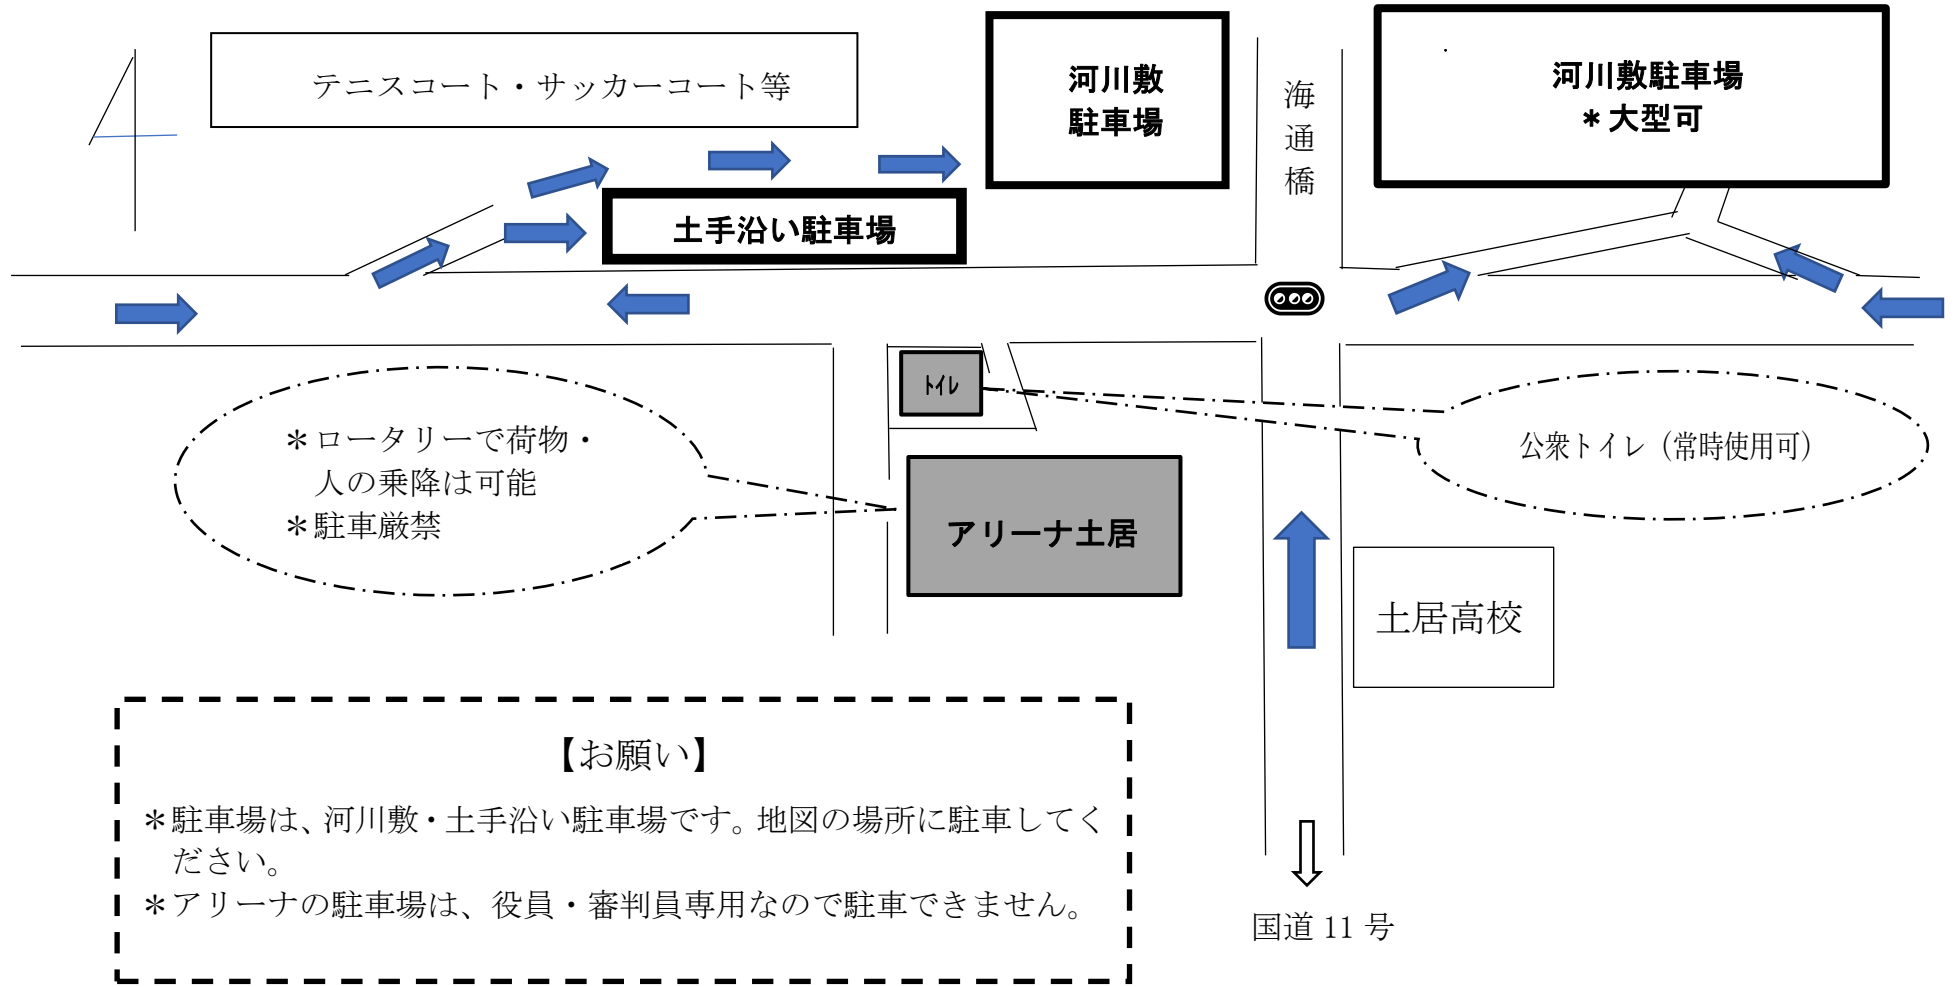 テニスコート・サッカーコート等
河川敷
駐車場
海通橋
河川敷駐車場
＊大型可
土手沿い駐車場
トイレ
＊ロータリーで荷物・
人の乗降は可能
＊駐車厳禁
公衆トイレ（常時使用可）
アリーナ土居
土居高校
【お願い】
＊駐車場は、河川敷・土手沿い駐車場です。地図の場所に駐車してく
ださい。
＊アリーナの駐車場は、役員・審判員専用なので駐車できません。
国道 11 号